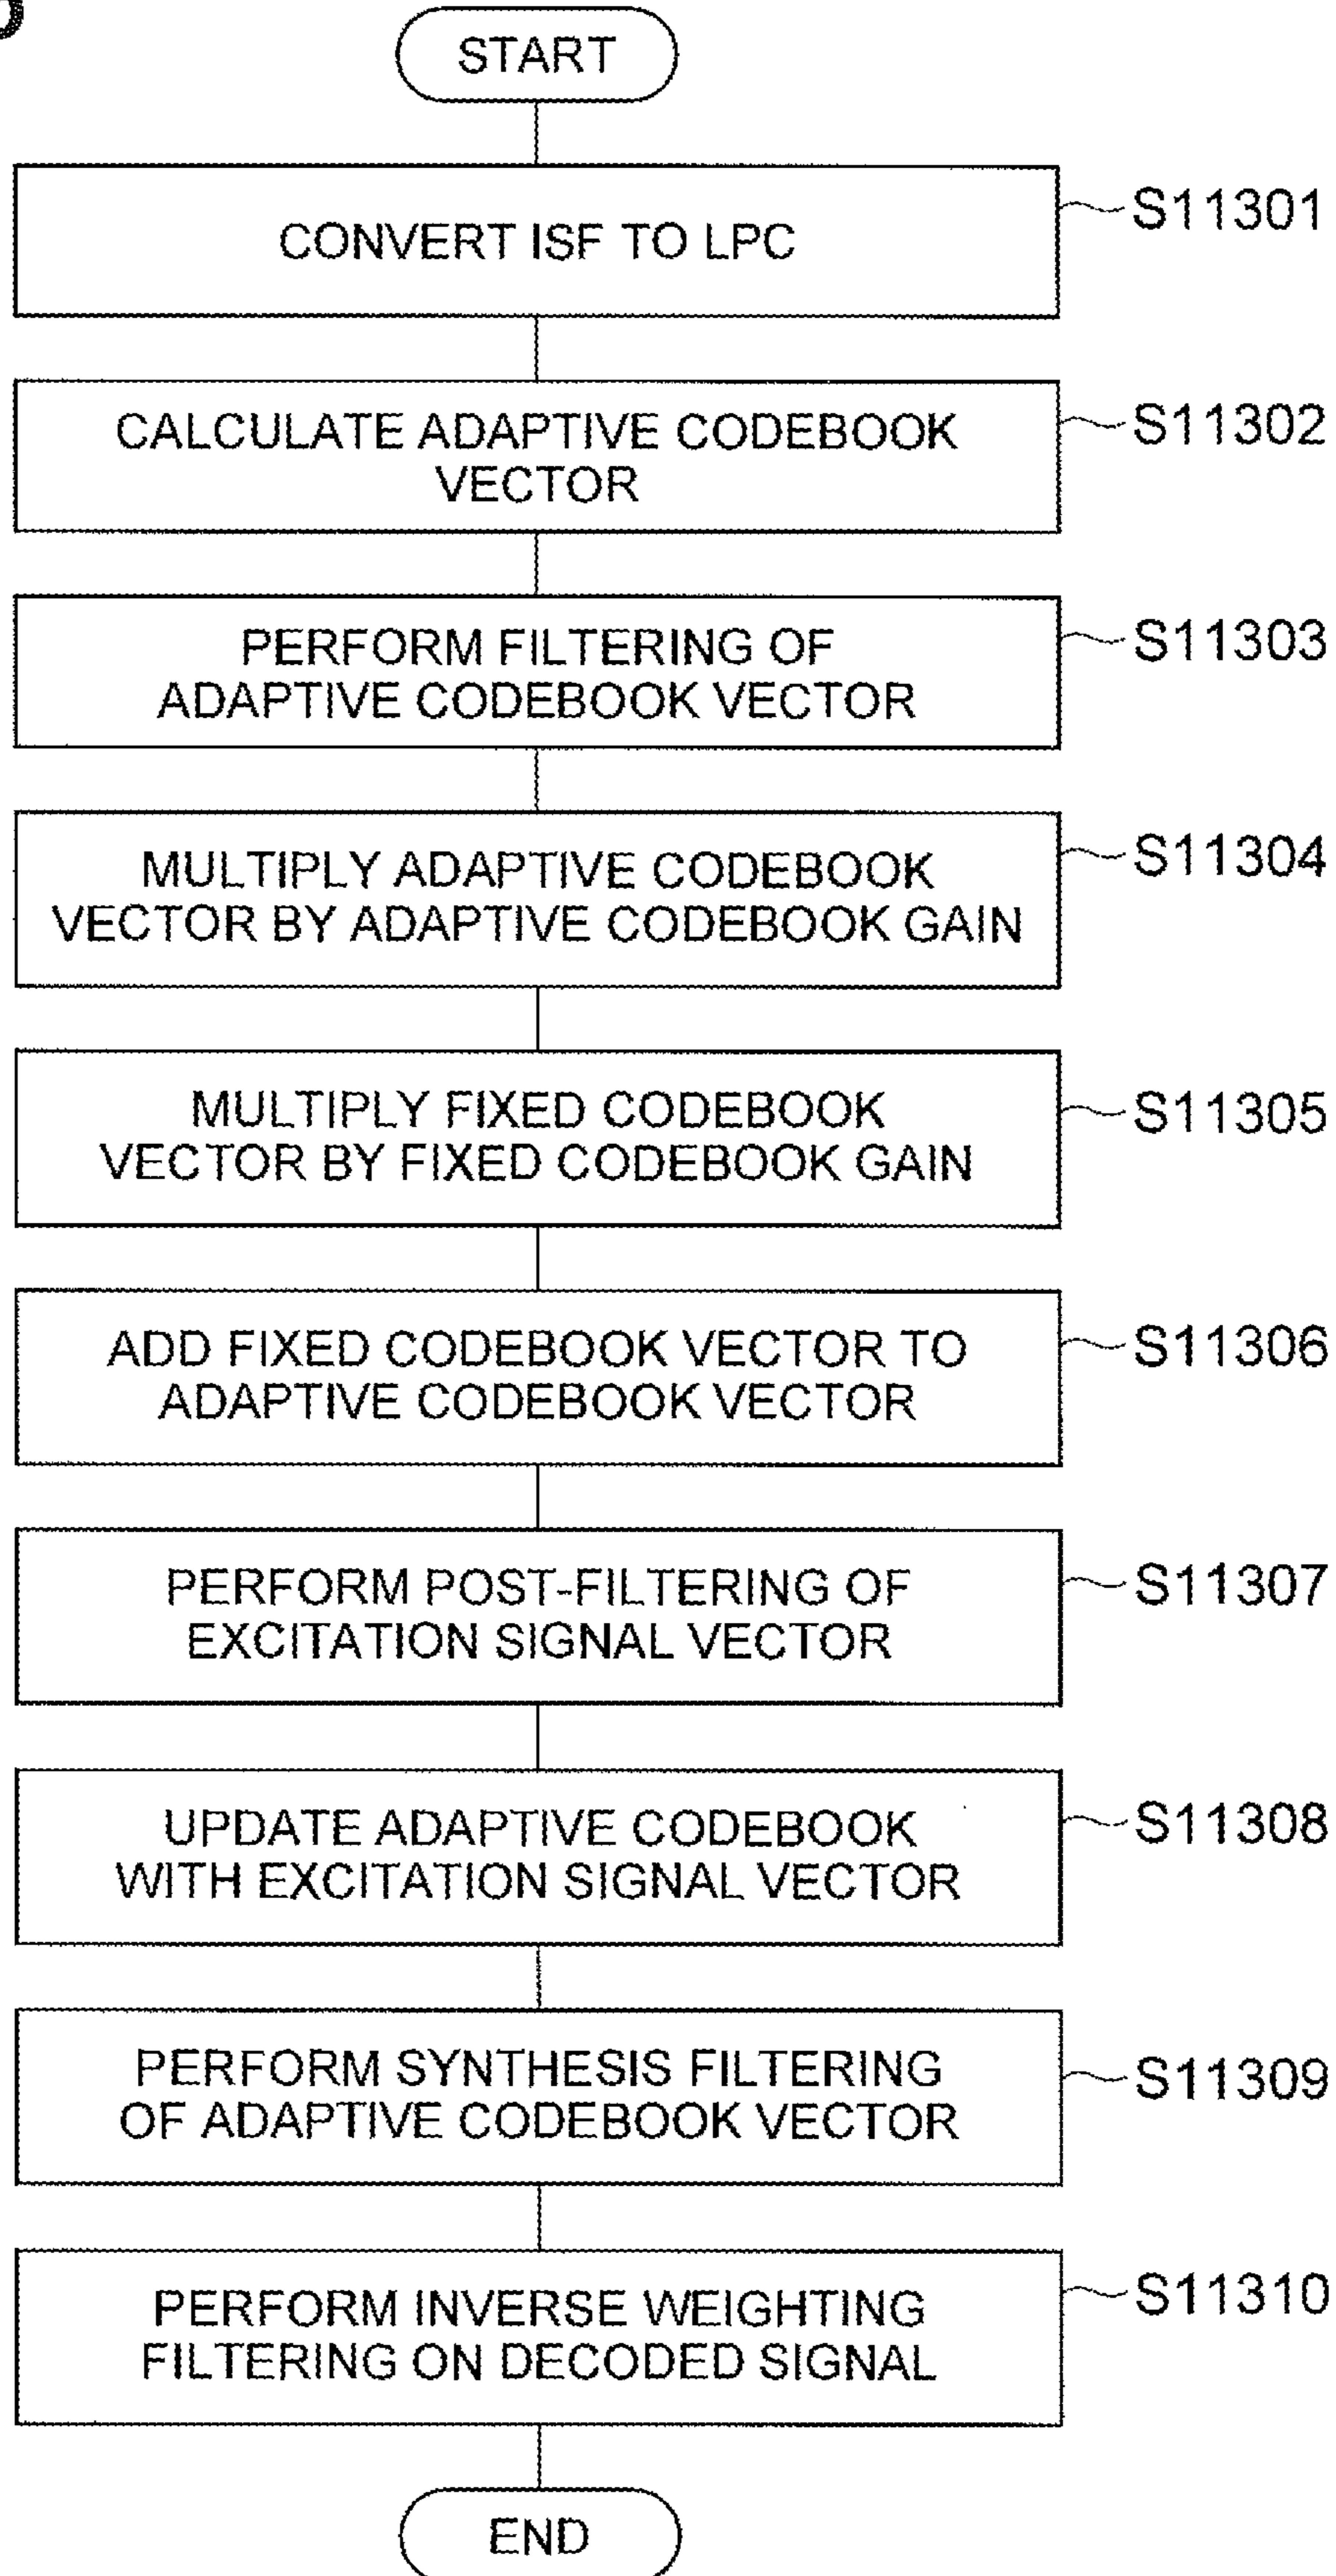 START
CONVERT ISF TO LPC
S11301
CALCULATE ADAPTIVE CODEBOOK
VECTOR
S11302
PERFORM FILTERING OF
ADAPTIVE CODEBOOK VECTOR
S11303
MULTIPLY ADAPTIVE CODEBOOK
VECTOR BY ADAPTIVE CODEBOOK GAIN
S11304
MULTIPLY FIXED CODEBOOK
VECTOR BY FIXED CODEBOOK GAIN
S11305
ADD FIXED CODEBOOK VECTOR TO
ADAPTIVE CODEBOOK VECTOR
S11306
PERFORM POST-FILTERING OF
EXCITATION SIGNAL VECTOR
S11307
UPDATE ADAPTIVE CODEBOOK
WITH EXCITATION SIGNAL VECTOR
S11308
PERFORM SYNTHESIS FILTERING
OF ADAPTIVE CODEBOOK VECTOR
S11309
PERFORM INVERSE WEIGHTING
FILTERING ON DECODED SIGNAL
S11310
END